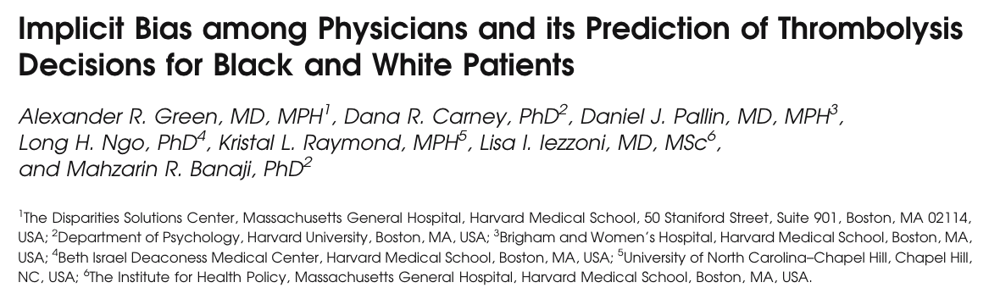 Implicit Bias among Physicians and its Prediction of Thrombolysis
Decisions for Black and White Patients
Alexander R. Green, MD, MPH1, Dana R. Carney, PhD2, Daniel J. Pallin, MD, MPH3,
Long H. Ngo, PhD4, Kristal L. Raymond, MPH5, Lisa I. Iezzoni, MD, MSc6,
and Mahzarin R. Banaji, PhD2
1The Disparities Solutions Center, Massachusetts General Hospital, Harvard Medical School, 50 Staniford Street, Suite 901, Boston, MA 02114,
USA; 2Department of Psychology, Harvard University, Boston, MA, USA; 3Brigham and Women's Hospital, Harvard Medical School, Boston, MA,
USA; 4Beth Israel Deaconess Medical Center, Harvard Medical School, Boston, MA, USA; 5University of North Carolina–Chapel Hill, Chapel Hill,
NC, USA; 6The Institute for Health Policy, Massachusetts General Hospital, Harvard Medical School, Boston, MA, USA.